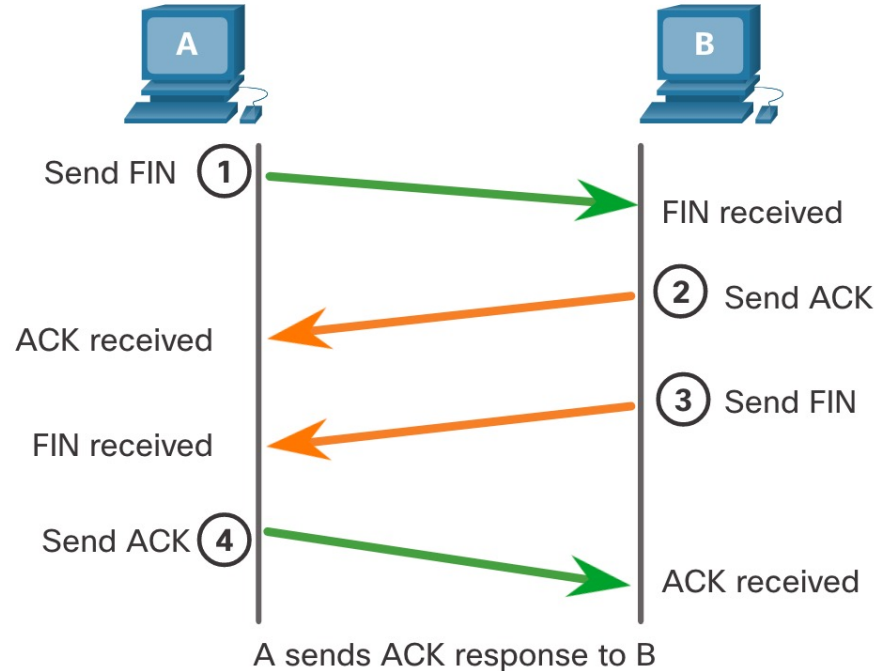 A
B
Send FIN 1
FIN received
2 Send ACK
ACK received
3 Send FIN
FIN received
Send ACK 4
ACK received
A sends ACK response to B